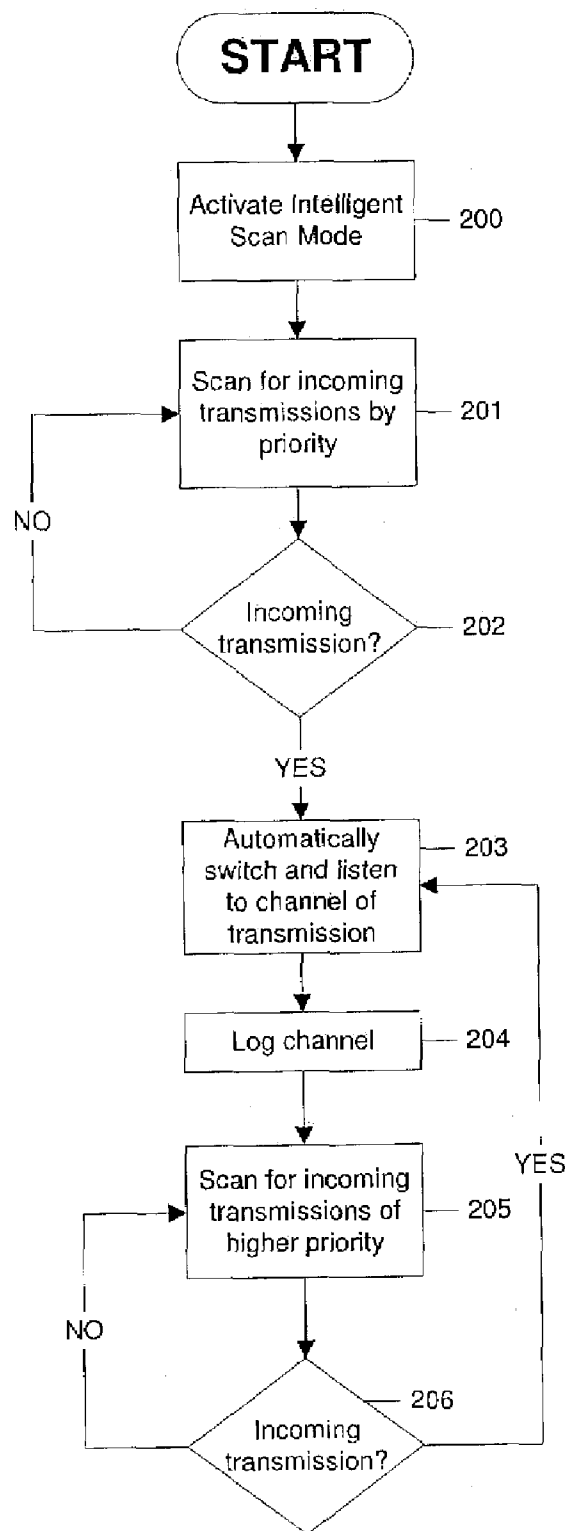 START
Activate Intelligent
Scan Mode
200
Scan for incoming
transmissions by
priority
201
NO
Incoming
transmission?
202
YES
Automatically
switch and listen
to channel of
transmission
203
Log channel
204
Scan for incoming
transmissions of
higher priority
205
YES
NO
206
Incoming
transmission?